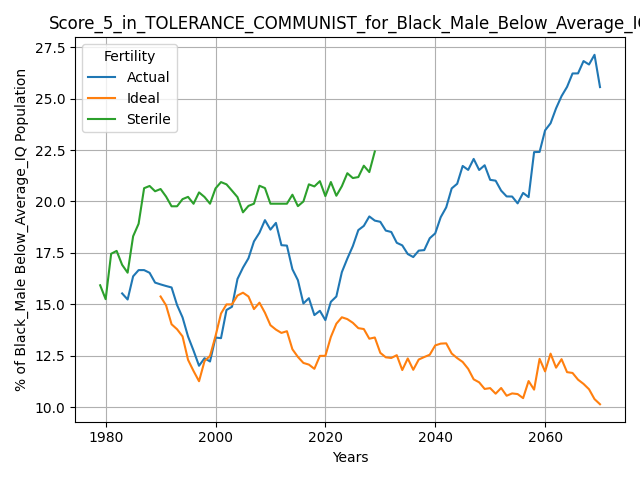 Score_5_in_TOLERANCE_COMMUNIST_for_Black_Male_Below_Average_IQ
Fertility
Actual
Ideal
Sterile
% of Black_Male Below_Average_IQ Population
27.5
25.0
22.5
20.0
17.5
15.0
12.5
10.0
1980 2000 2020 2040 2060
Years